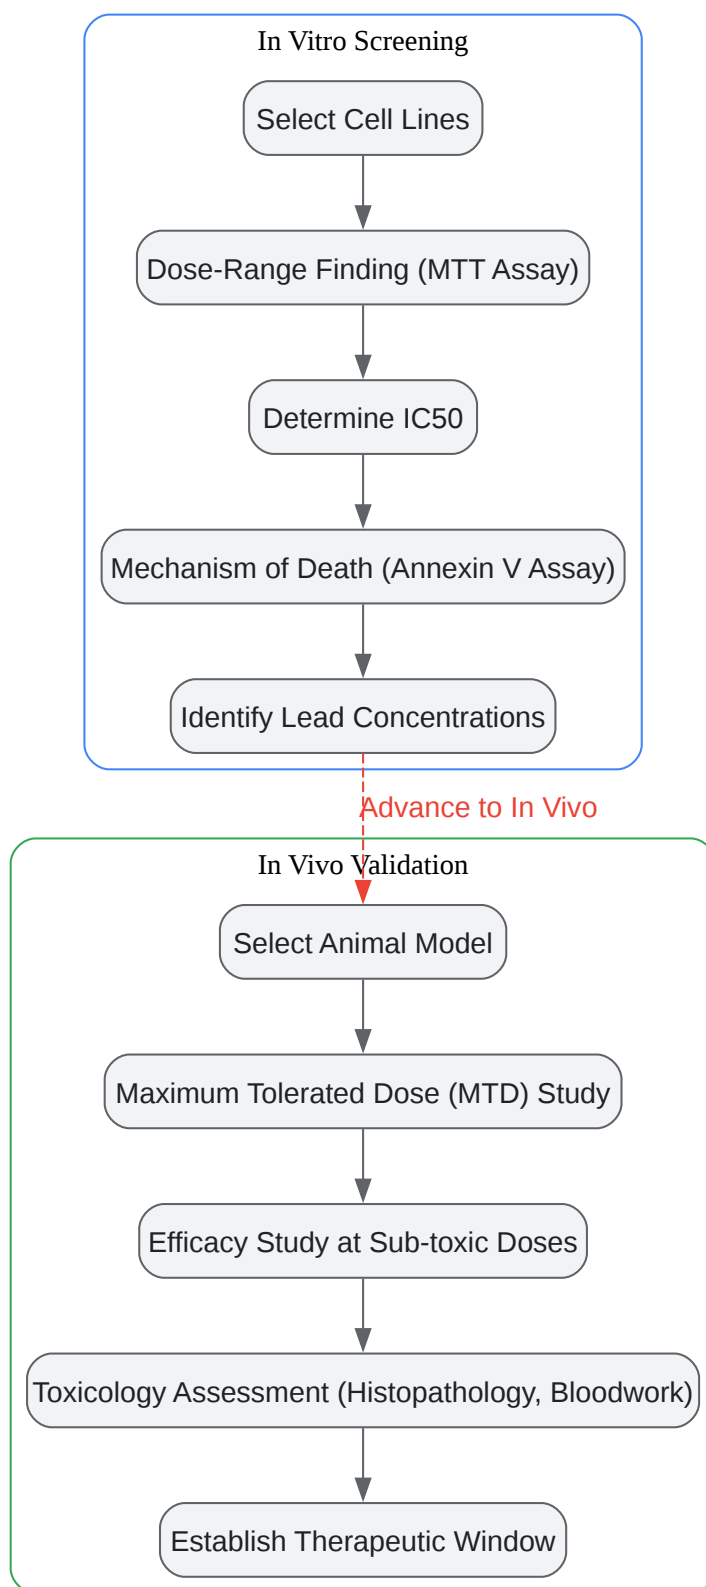 In Vitro Screening
Select Cell Lines
Dose-Range Finding (MTT Assay)
Determine IC50
Mechanism of Death (Annexin V Assay)
Identify Lead Concentrations
Advance to In Vivo
In Vivo Validation
Select Animal Model
Maximum Tolerated Dose (MTD) Study
Efficacy Study at Sub-toxic Doses
Toxicology Assessment (Histopathology, Bloodwork)
Establish Therapeutic Window